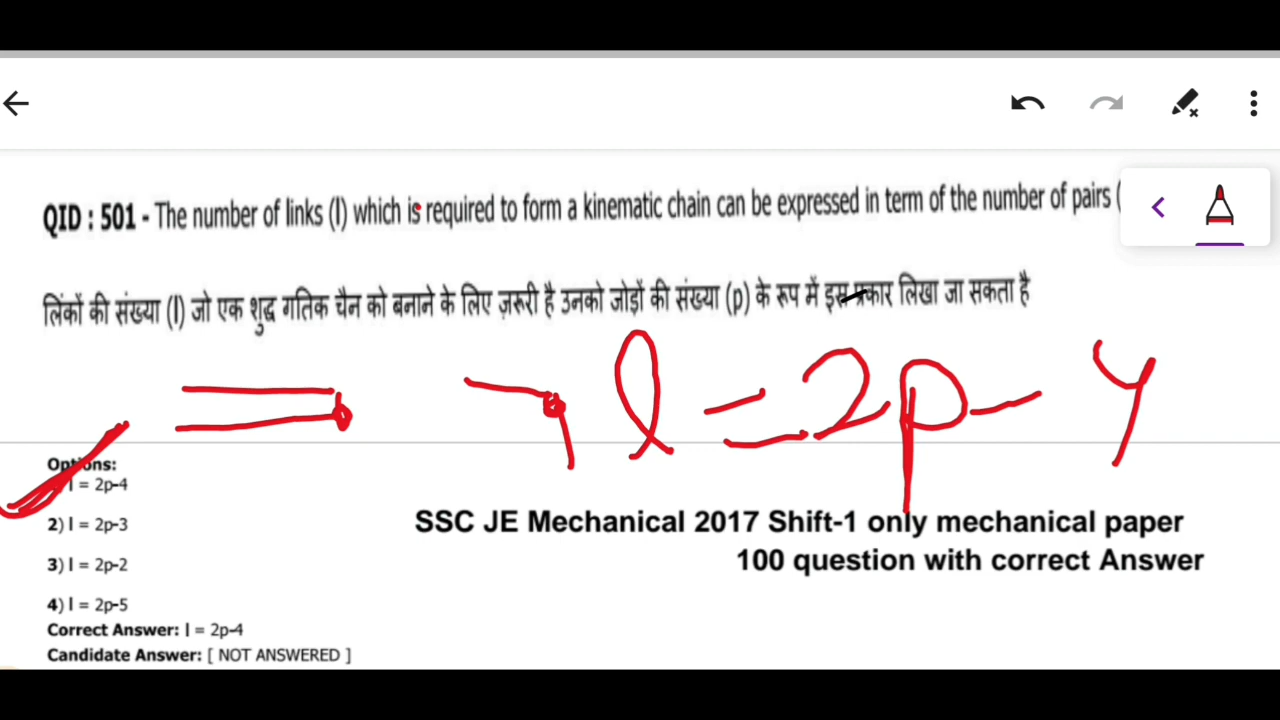 QID : 501 - The number of links (l) which is required to form a kinematic chain can be expressed in term of the number of pairs (
लिंकों की संख्या (l) जो एक शुद्ध गतिक चैन को बनाने के लिए ज़रूरी है उनको जोड़ों की संख्या (p) के रूप में इस प्रकार लिखा जा सकता है
l = 2p - 4
Options:
l = 2p-4
2) l = 2p-3
SSC JE Mechanical 2017 Shift-1 only mechanical paper
100 question with correct Answer
3) l = 2p-2
4) l = 2p-5
Correct Answer: l = 2p-4
Candidate Answer: [ NOT ANSWERED ]